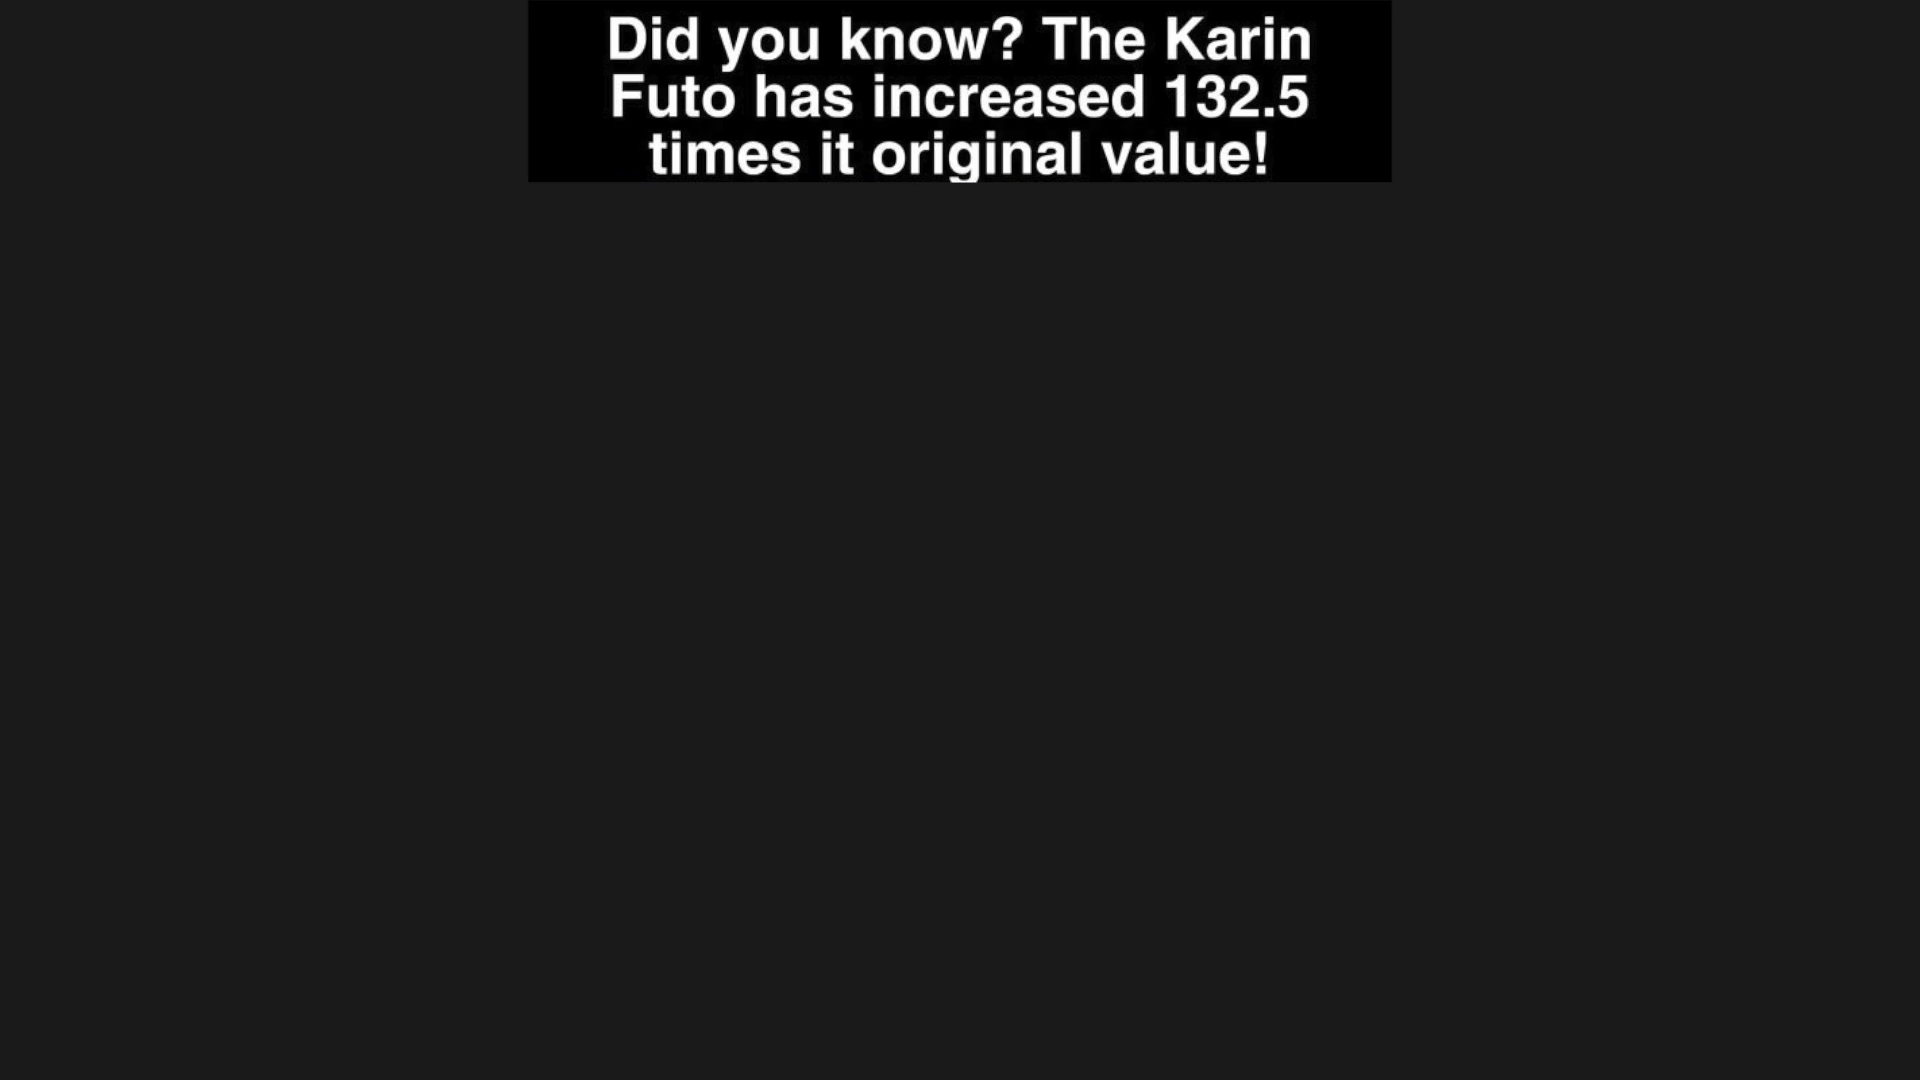 Did you know? The Karin
Futo has increased 132.5
times it original value!